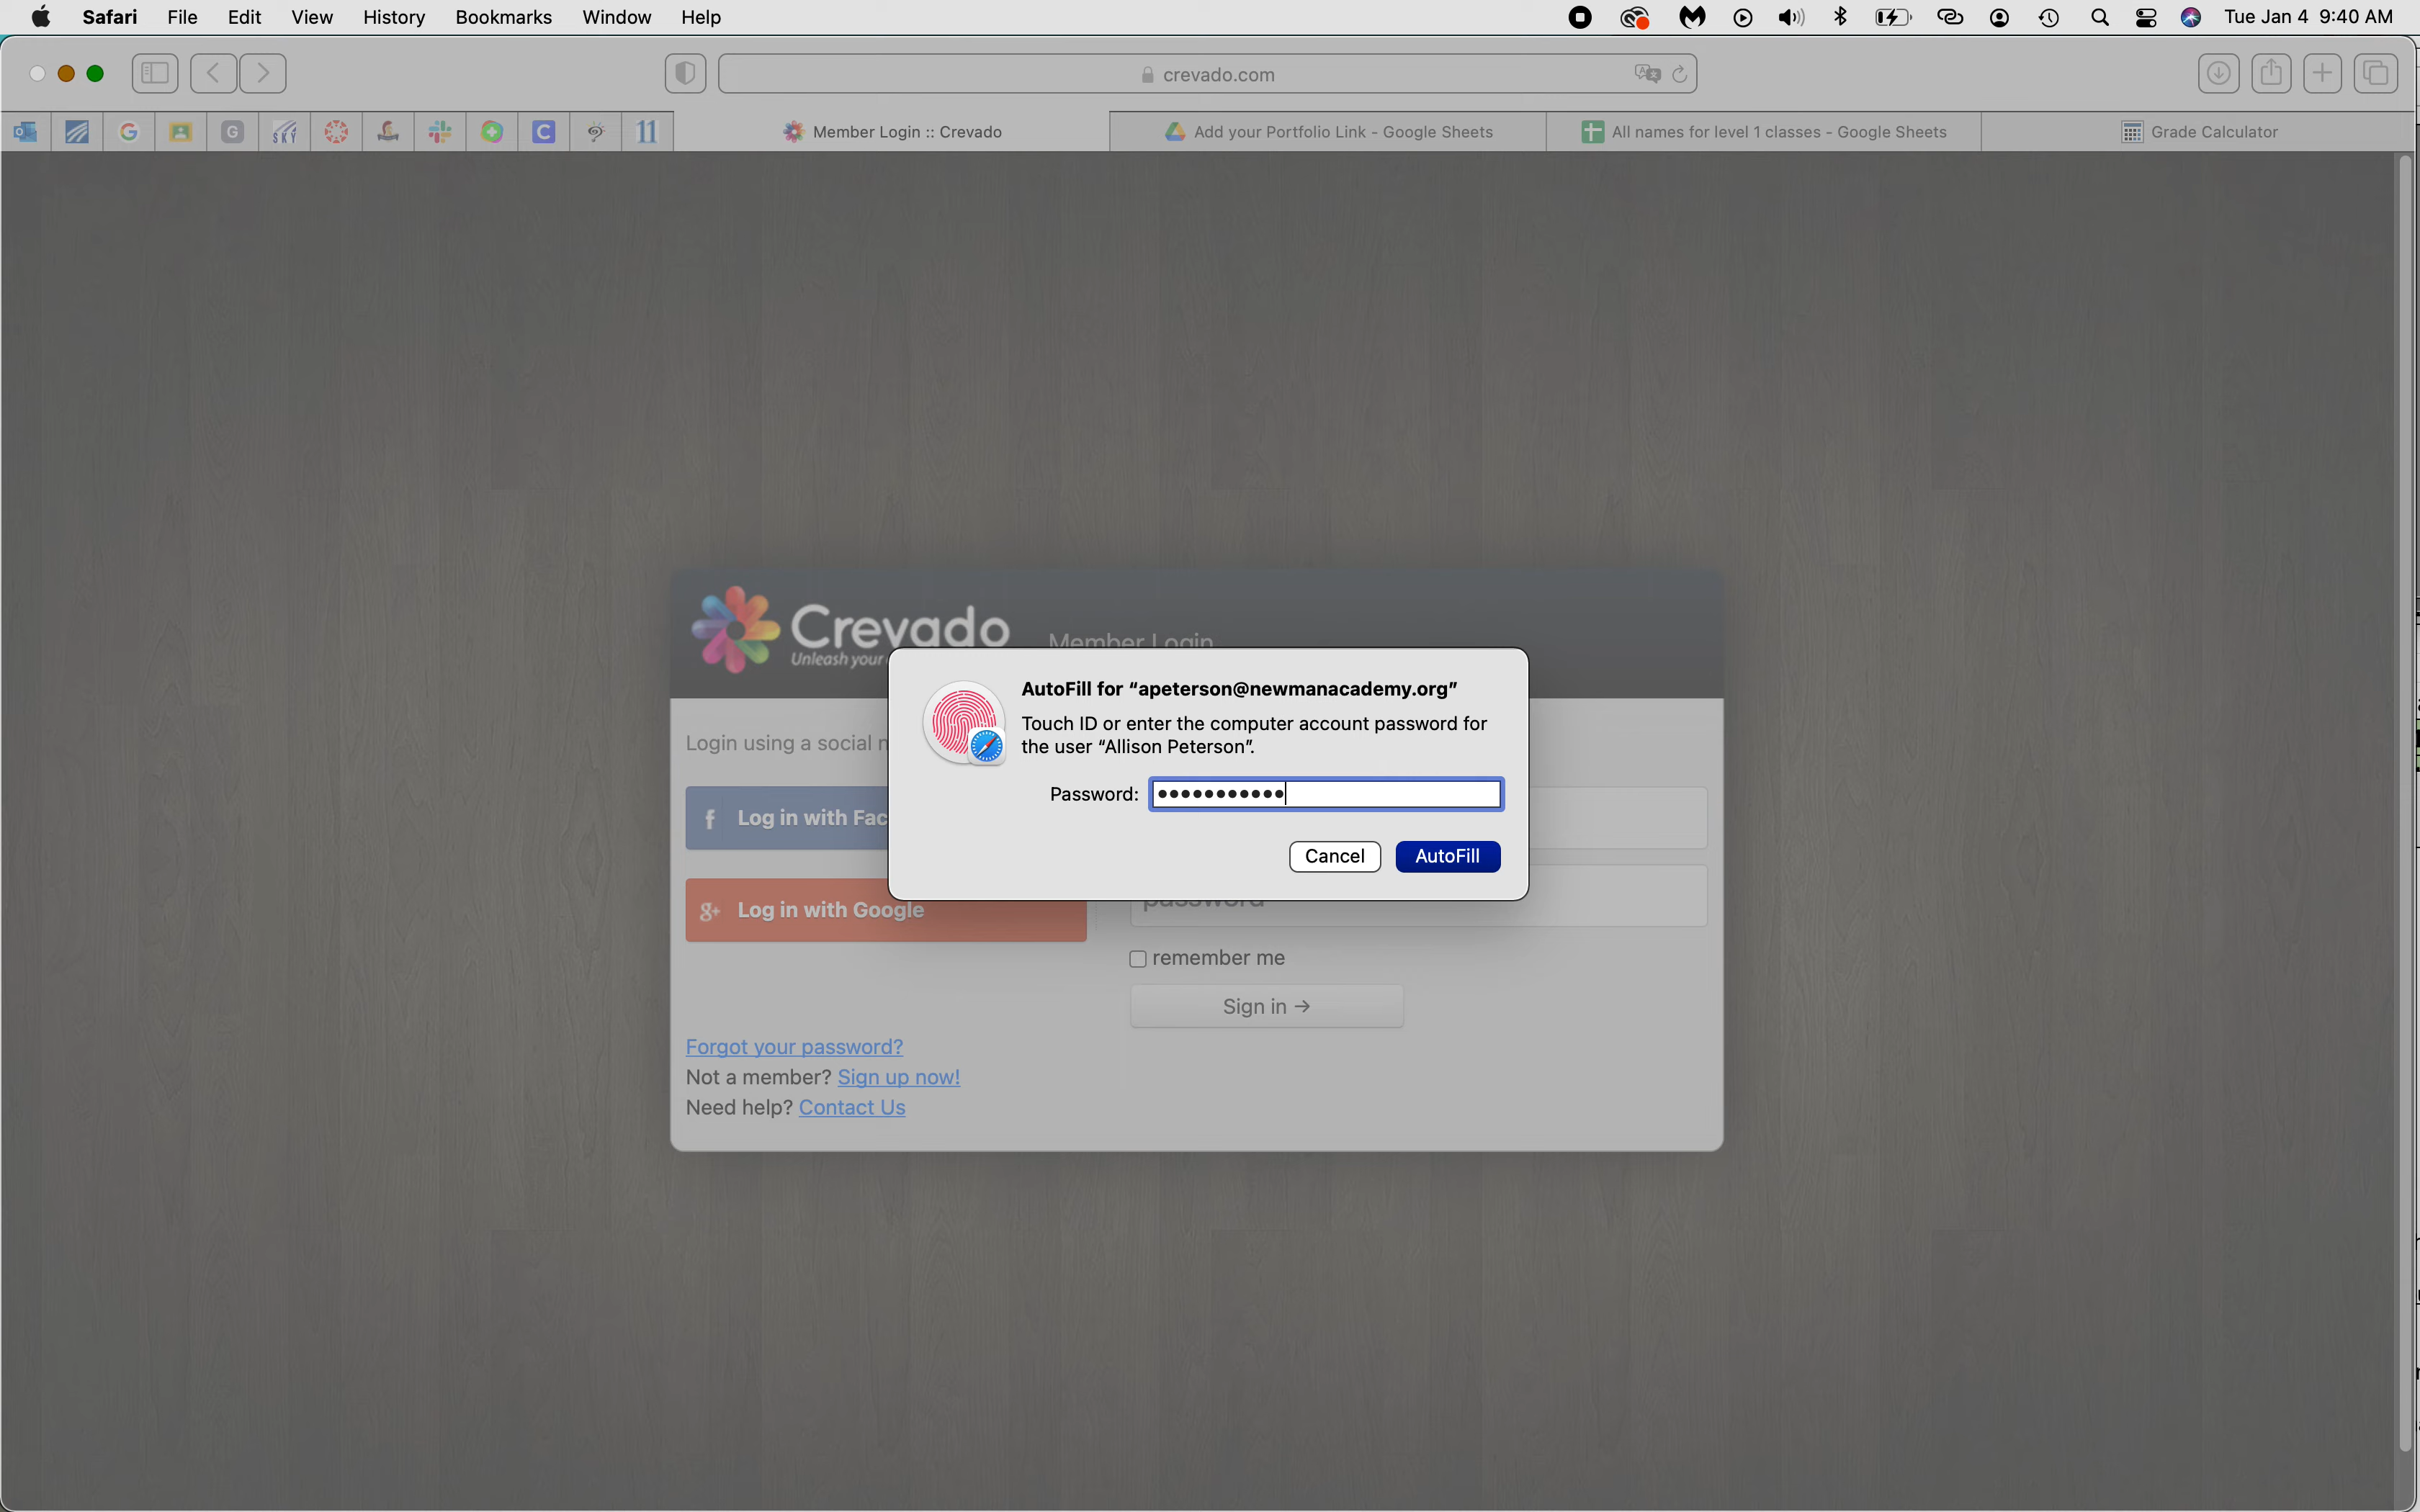 Safari File Edit View History Bookmarks Window Help Tue Jan 4 9:40 AM
crevado.com
G SKY C 11 Member Login :: Crevado Add your Portfolio Link - Google Sheets All names for level 1 classes - Google Sheets Grade Calculator
Crevado Member Login
Unleash your
AutoFill for “apeterson@newmanacademy.org”
Touch ID or enter the computer account password for
the user “Allison Peterson”.
Password: •••••••••••
Cancel AutoFill
Login using a social n
f Log in with Fac
g+ Log in with Google
password
remember me
Sign in →
Forgot your password?
Not a member? Sign up now!
Need help? Contact Us